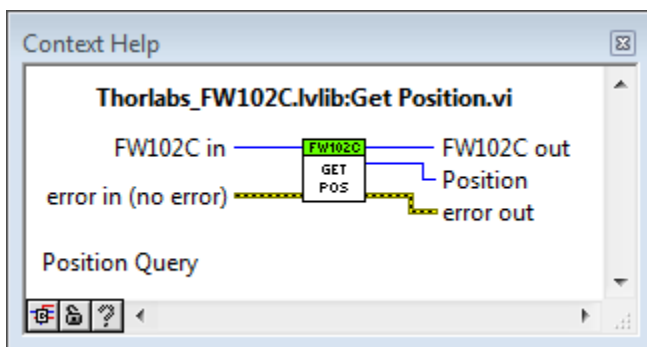 Context Help
Thorlabs_FW102C.lvlib:Get Position.vi
FW102C in
FW102C
GET
POS
FW102C out
Position
error in (no error)
error out
Position Query
?